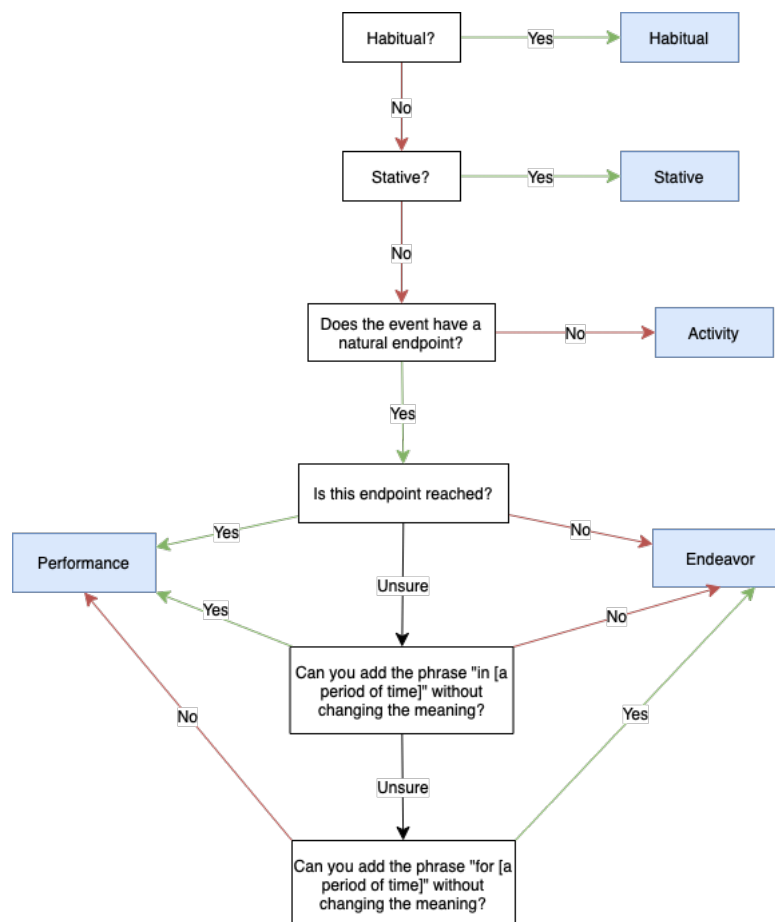 Habitual?
Yes
Habitual
No
Stative?
Yes
Stative
No
Does the event have a
natural endpoint?
No
Activity
Yes
Is this endpoint reached?
Yes
No
Performance
Endeavor
Unsure
Yes
No
Can you add the phrase "in [a
period of time]" without
changing the meaning?
No
Yes
Unsure
Can you add the phrase "for [a
period of time]" without
changing the meaning?